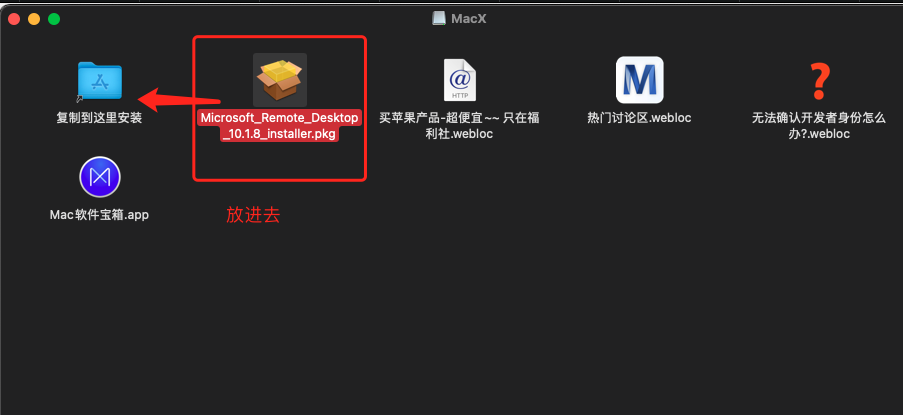 MacX
复制到这里安装
Microsoft_Remote_Desktop
_10.1.8_installer.pkg
@
HTTP
买苹果产品-超便宜~~ 只在福
利社.webloc
M
热门讨论区.webloc
?
无法确认开发者身份怎么
办?.webloc
Mac软件宝箱.app
放进去